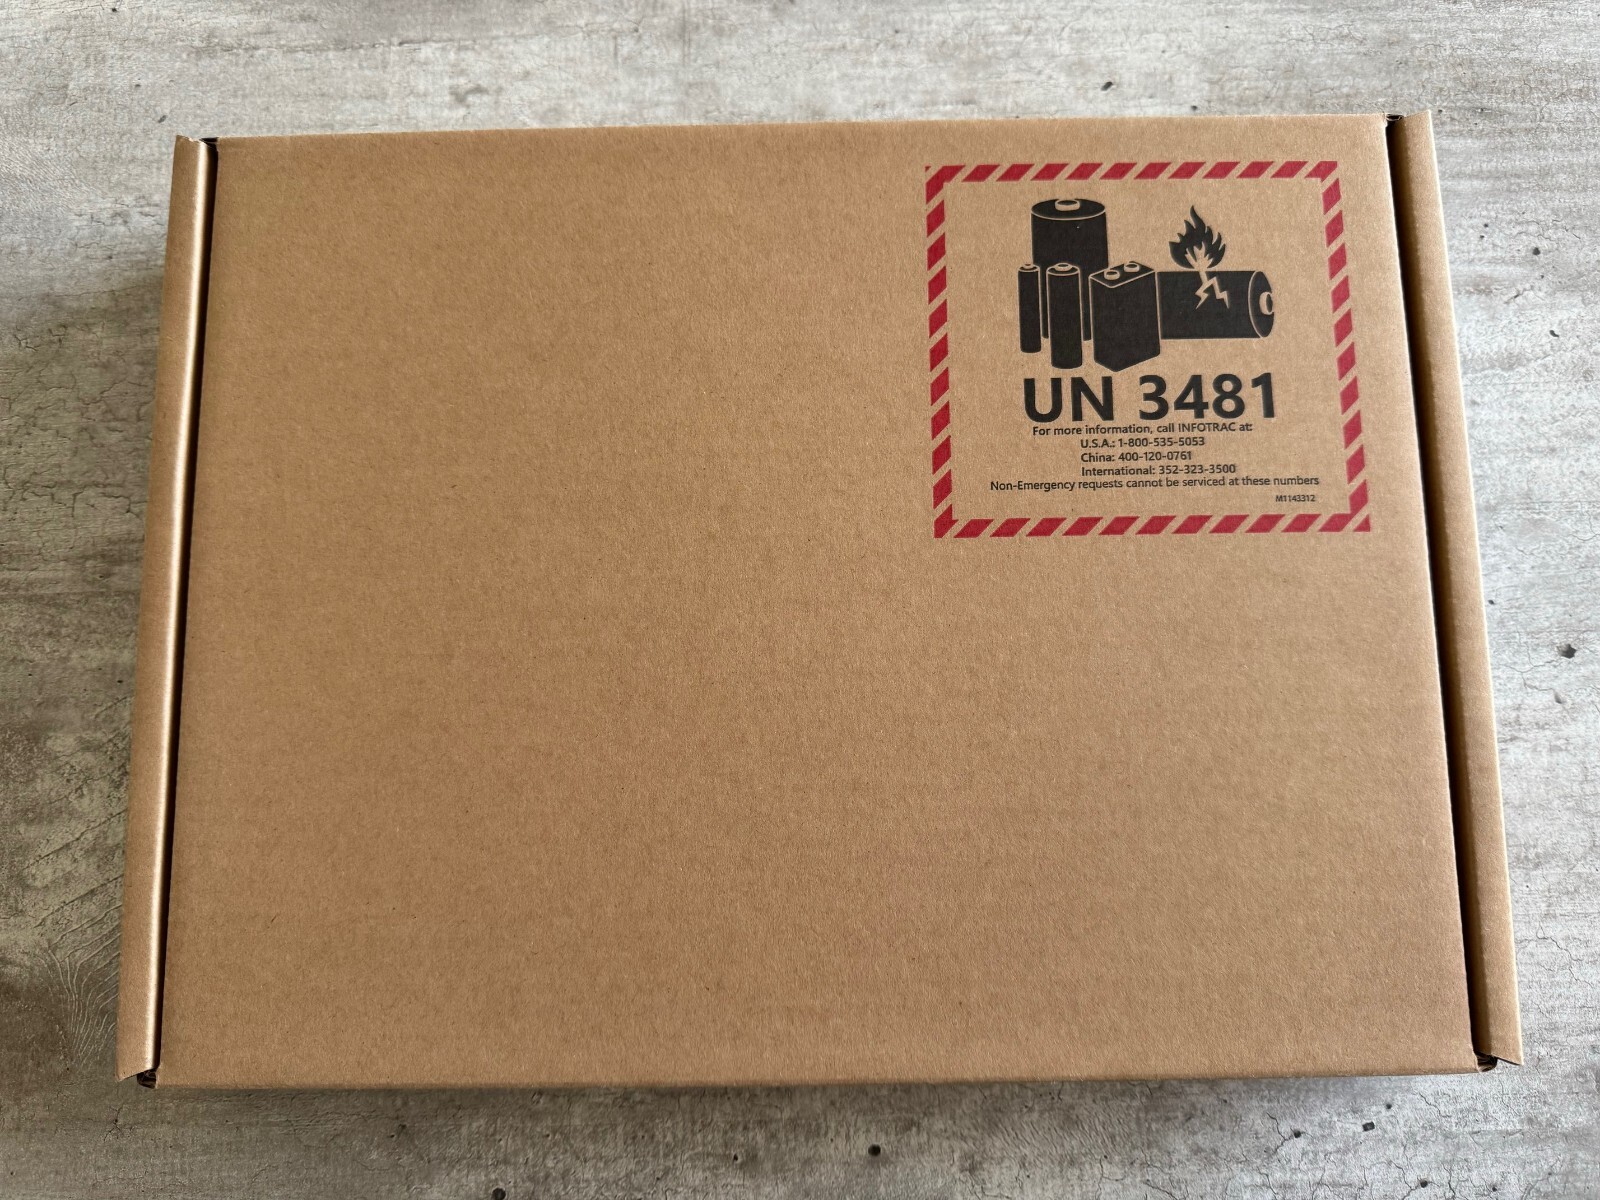 UN 3481
For more information, call INFOTRAC at:
U.S.A.: 1-800-535-5053
China: 400-120-0761
International: 352-323-3500
Non-Emergency requests cannot be serviced at these numbers
M1143312